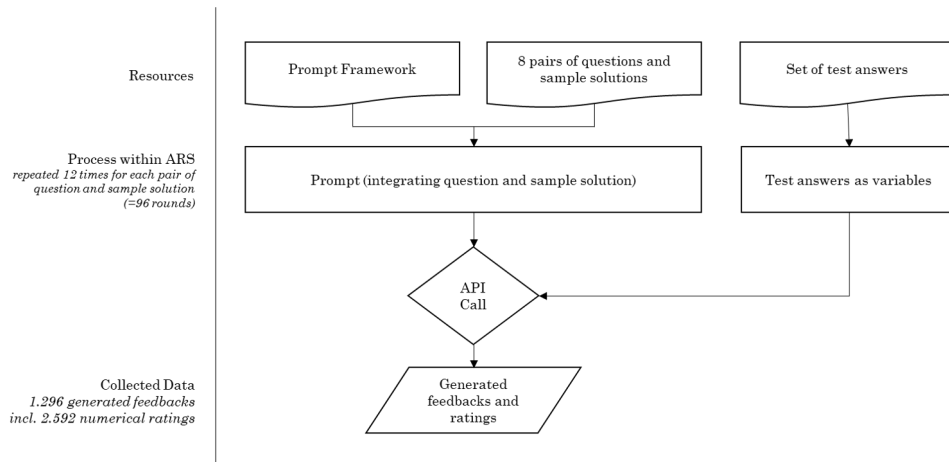 Resources
Prompt Framework
8 pairs of questions and
sample solutions
Set of test answers
Process within ARS
repeated 12 times for each pair of
question and sample solution
(=96 rounds)
Prompt (integrating question and sample solution)
Test answers as variables
API
Call
Collected Data
1.296 generated feedbacks
incl. 2.592 numerical ratings
Generated
feedbacks and
ratings